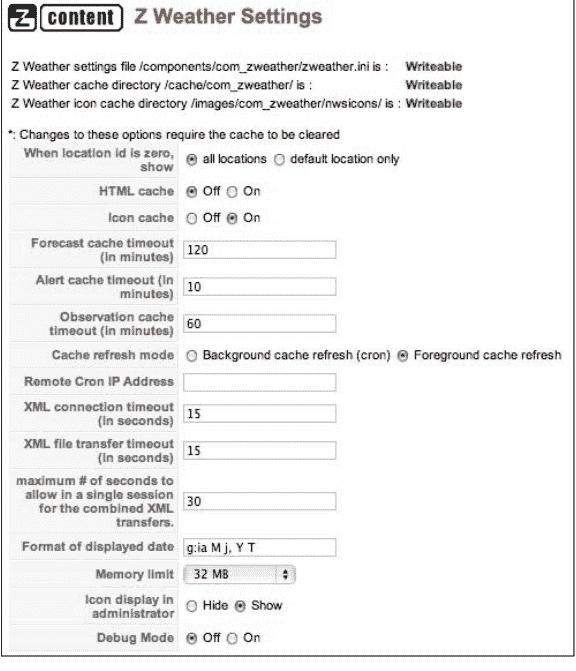 Z content Z Weather Settings
Z Weather settings file /components/com_zweather/zweather.ini is : Writeable
Z Weather cache directory /cache/com_zweather/ is : Writeable
Z Weather icon cache directory /images/com_zweather/nwsicons/ is : Writeable
*: Changes to these options require the cache to be cleared
When location id is zero, show all locations default location only
HTML cache Off On
Icon cache Off On
Forecast cache timeout (in minutes) 120
Alert cache timeout (in minutes) 10
Observation cache timeout (in minutes) 60
Cache refresh mode Background cache refresh (cron) Foreground cache refresh
Remote Cron IP Address
XML connection timeout (in seconds) 15
XML file transfer timeout (in seconds) 15
maximum # of seconds to allow in a single session for the combined XML transfers. 30
Format of displayed date g:ia M j, Y T
Memory limit 32 MB
Icon display in administrator Hide Show
Debug Mode Off On